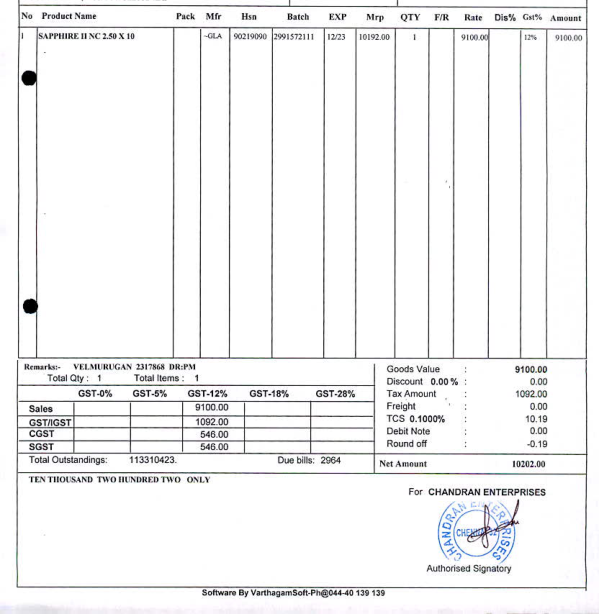 No Product Name Pack Mfr Hsn Batch EXP Mrp QTY F/R Rate Dis% Gst% Amount
1 SAPPHIRE II NC 2.50 X 10 ~GLA 90219090 2991572111 12/23 10192.00 1 9100.00 12% 9100.00
Remarks:- VELMURUGAN 2317868 DR:PM
Total Qty : 1 Total Items : 1
GST-0% GST-5% GST-12% GST-18% GST-28%
Sales 9100.00
GST/IGST 1092.00
CGST 546.00
SGST 546.00
Total Outstandings: 113310423. Due bills: 2964
Goods Value : 9100.00
Discount 0.00 % : 0.00
Tax Amount : 1092.00
Freight : 0.00
TCS 0.1000% : 10.19
Debit Note : 0.00
Round off : -0.19
Net Amount 10202.00
TEN THOUSAND TWO HUNDRED TWO ONLY
For CHANDRAN ENTERPRISES
CHANDRAN ENTERPRISES
Authorised Signatory
Software By VarthagamSoft-Ph@044-40 139 139